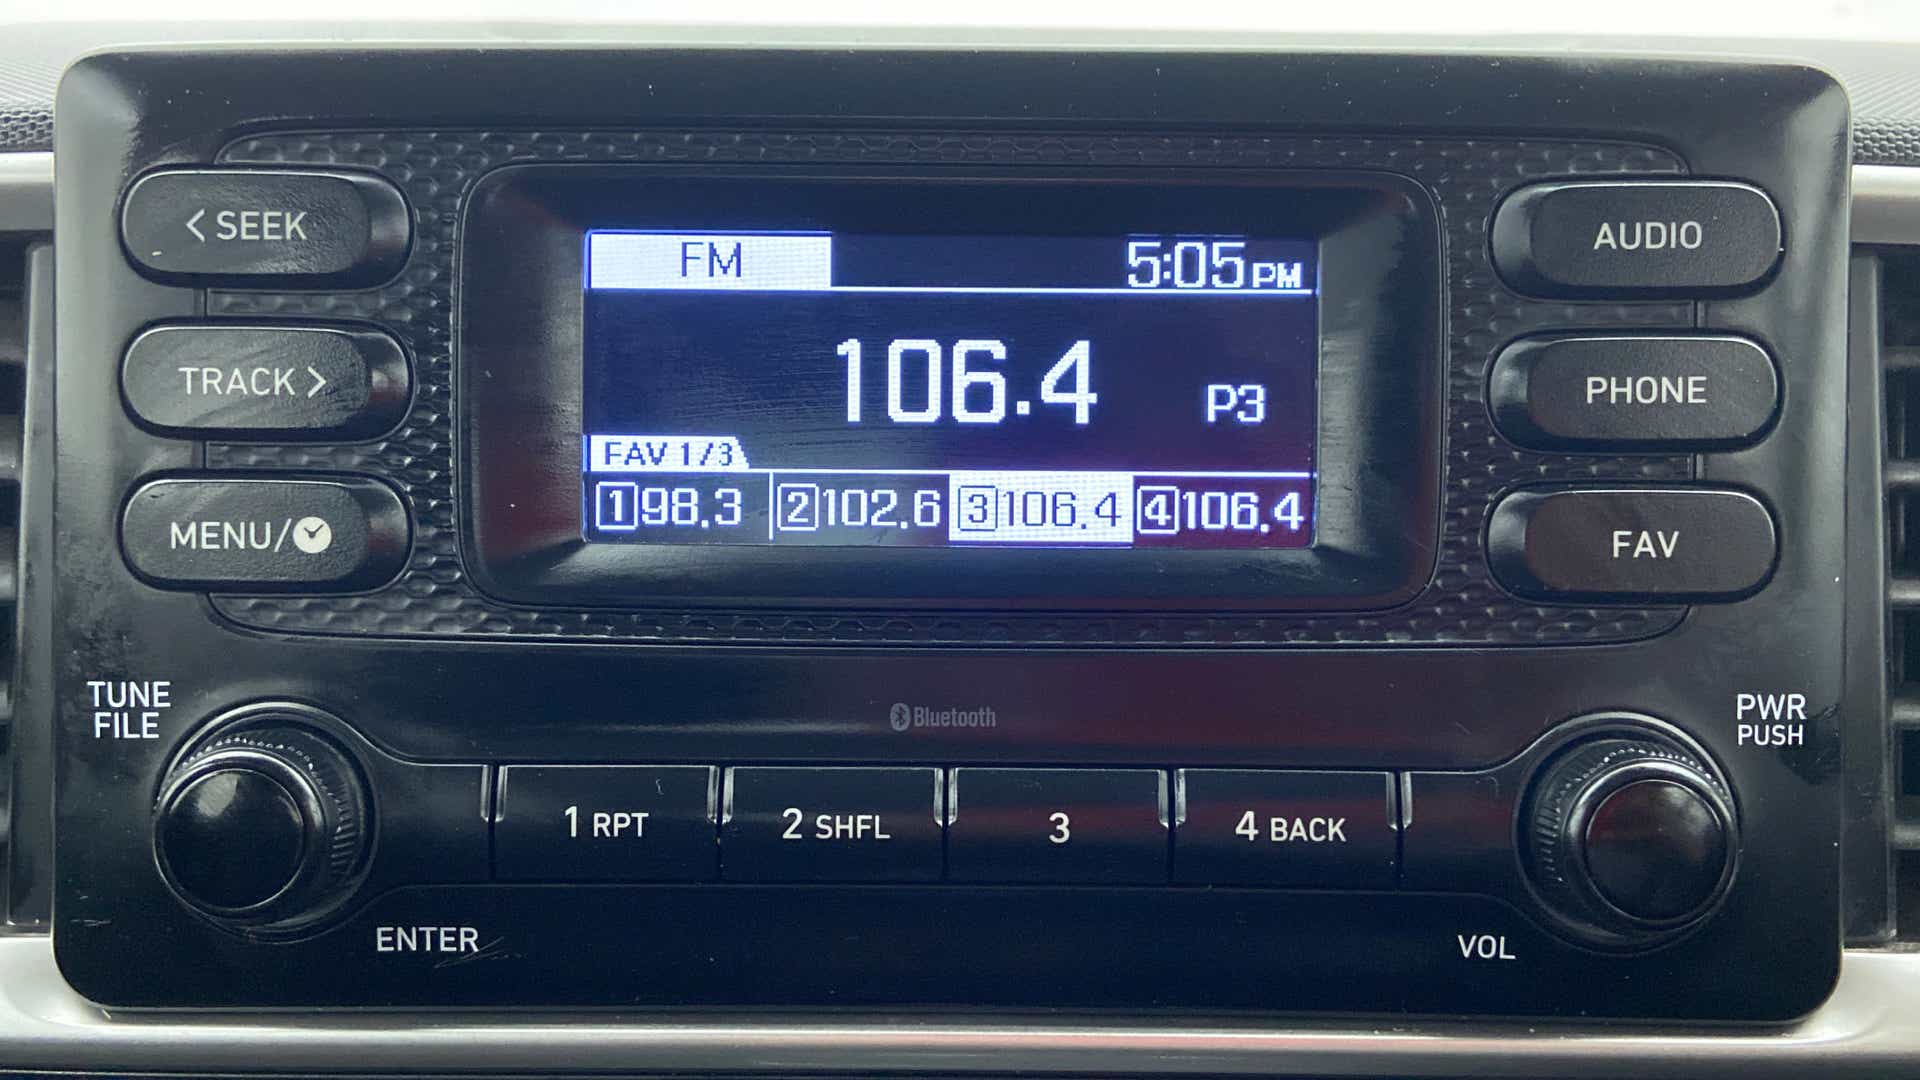 < SEEK
TRACK >
MENU/
FM
5:05 PM
106.4
P3
FAV 1/3
1 98.3
2 102.6
3 106.4
4 106.4
AUDIO
PHONE
FAV
TUNE
FILE
Bluetooth
PWR
PUSH
1 RPT
2 SHFL
3
4 BACK
ENTER
VOL